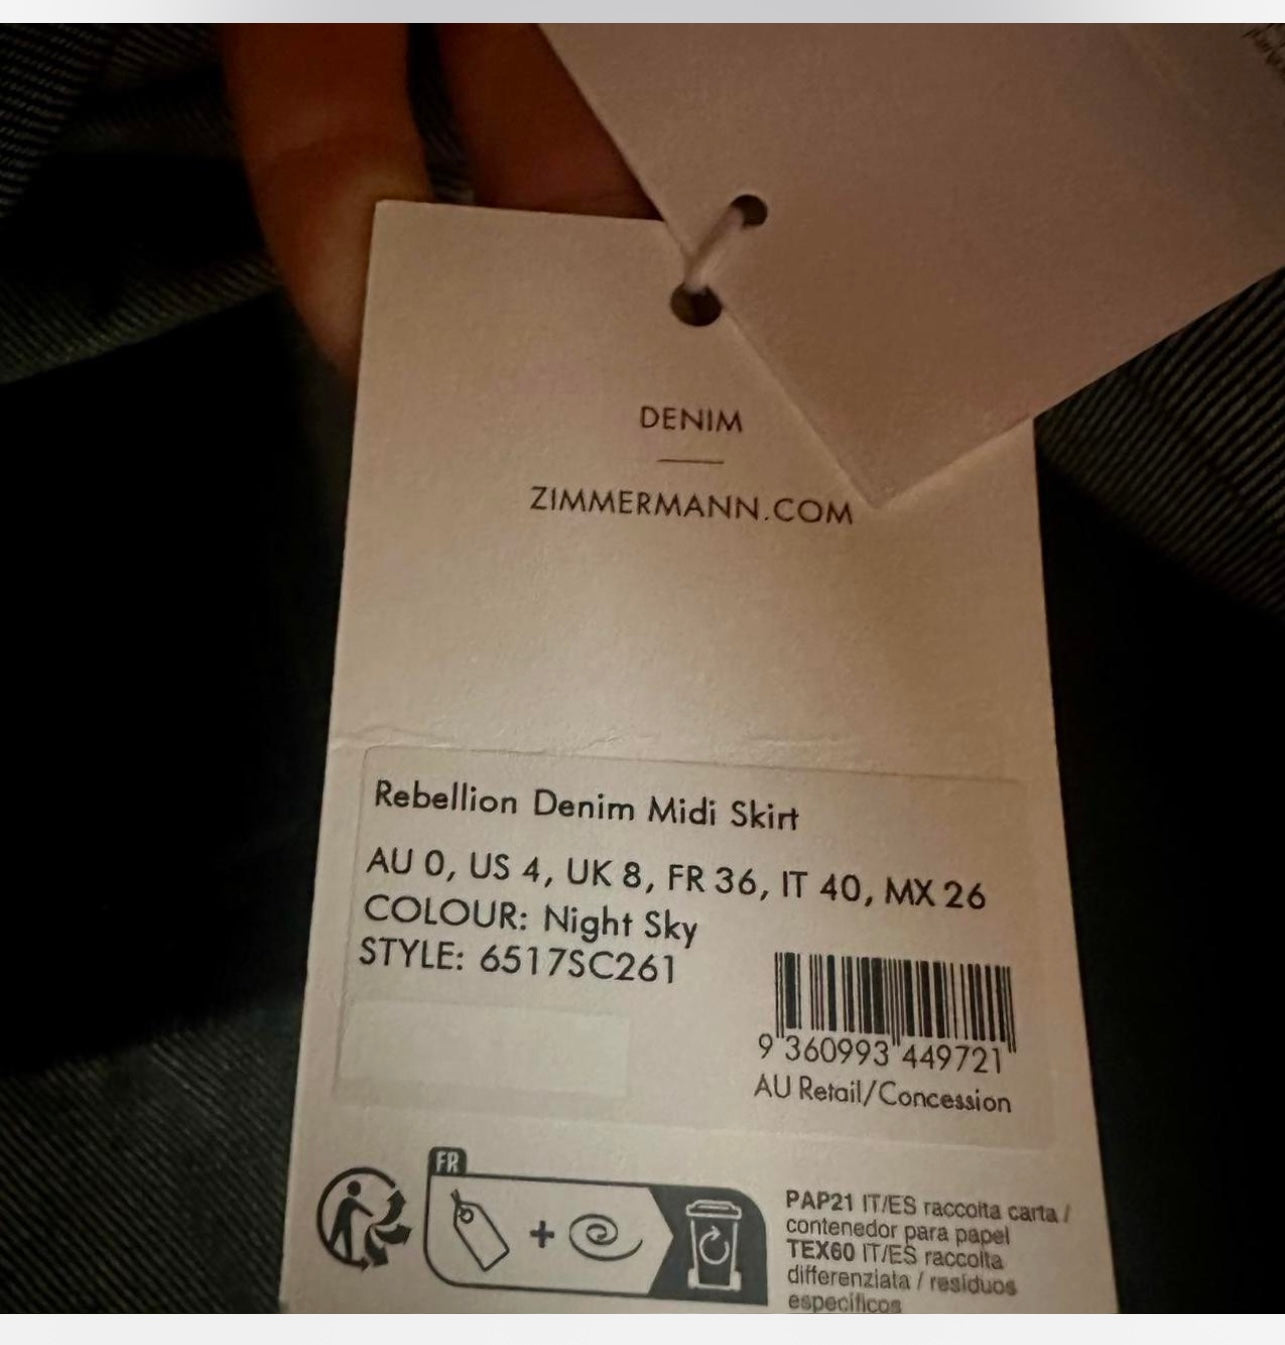 DENIM
ZIMMERMANN.COM
Rebellion Denim Midi Skirt
AU 0, US 4, UK 8, FR 36, IT 40, MX 26
COLOUR: Night Sky
STYLE: 6517SC261
9 360993 449721
AU Retail/Concession
FR
PAP21 IT/ES raccolta carta /
contenedor para papel
TEX60 IT/ES raccolta
differenziata / residuos
específicos